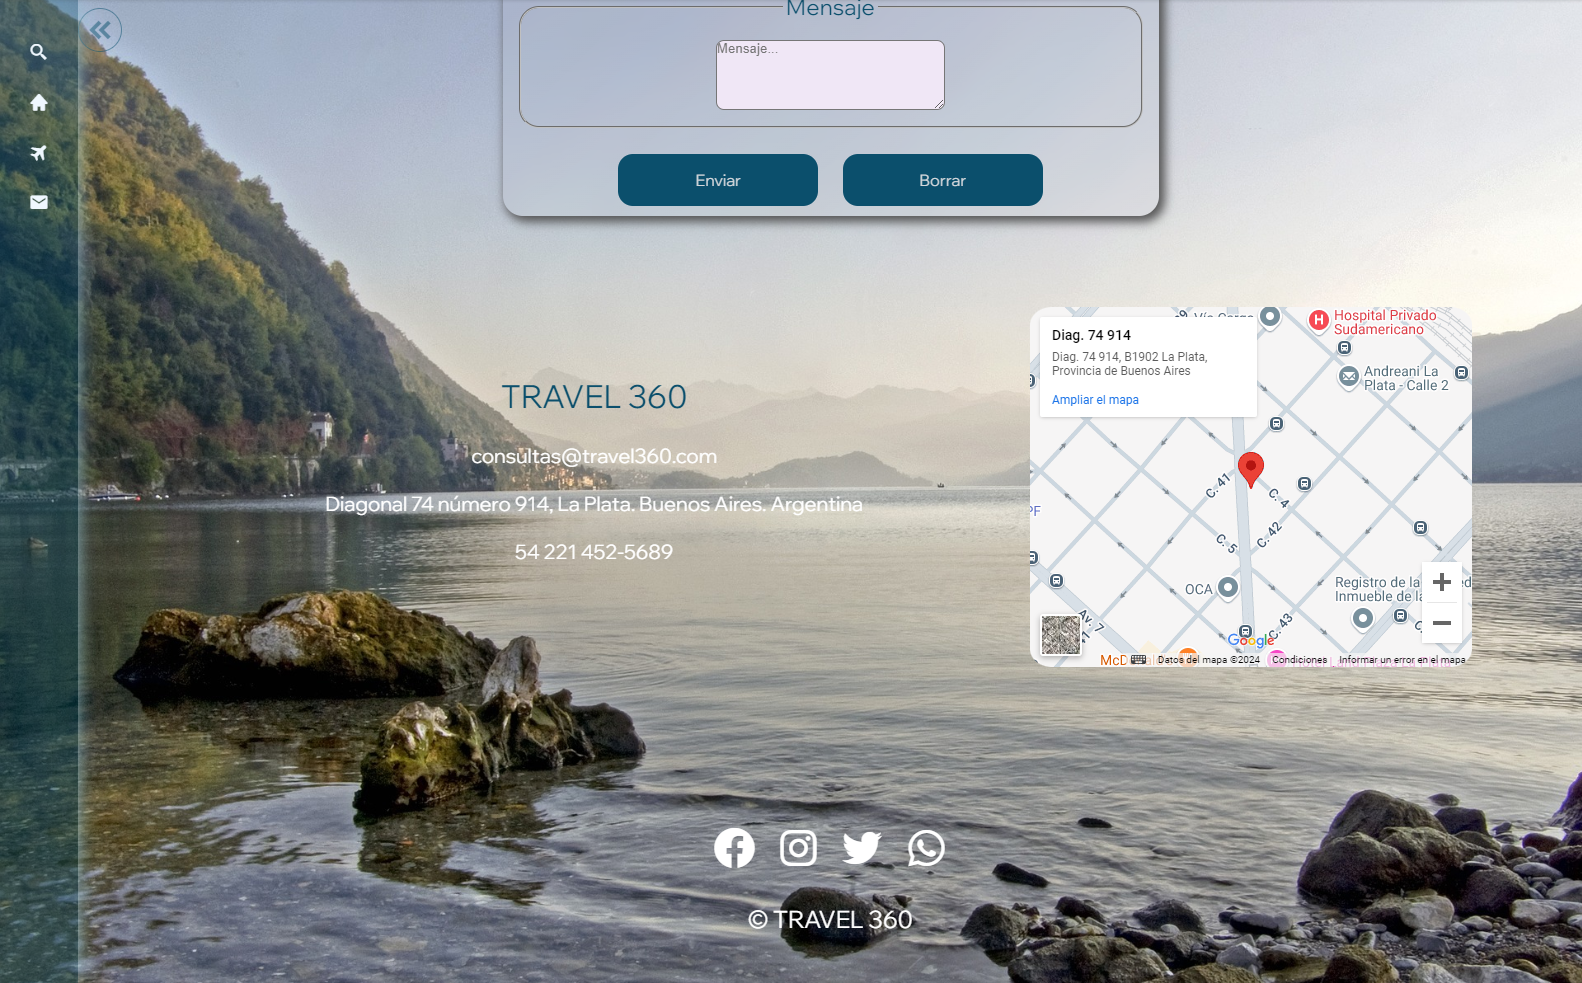 Mensaje
Mensaje...
Enviar
Borrar
TRAVEL 360
consultas@travel360.com
Diagonal 74 número 914, La Plata. Buenos Aires. Argentina
54 221 452-5689
Diag. 74 914
Diag. 74 914, B1902 La Plata,
Provincia de Buenos Aires
Ampliar el mapa
Hospital Privado
Sudamericano
H
Andreani La
Plata - Calle 2
C. 41
C. 4
C. 42
C. 5
OCA
Registro de la
Inmueble de
Av. 7
C. 43
Google
Datos del mapa ©2024
Condiciones
Informar un error en el mapa
© TRAVEL 360